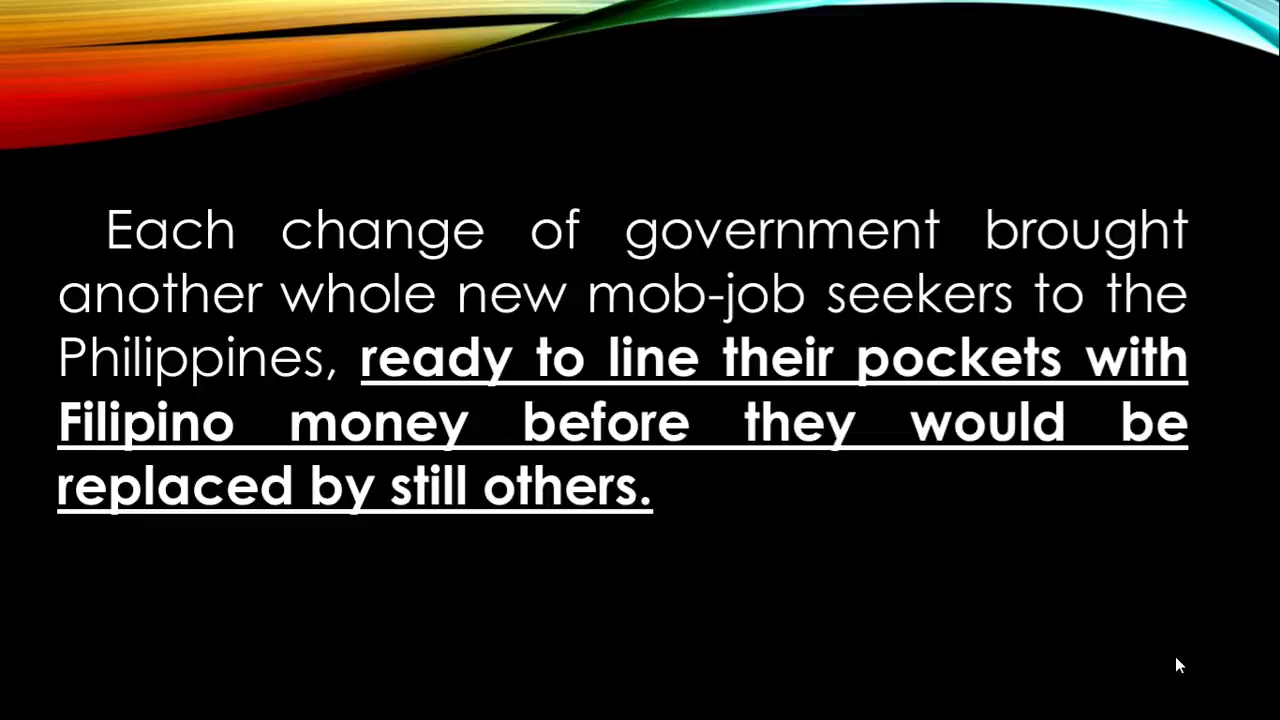 Each change of government brought
another whole new mob-job seekers to the
Philippines, ready to line their pockets with
Filipino money before they would be
replaced by still others.